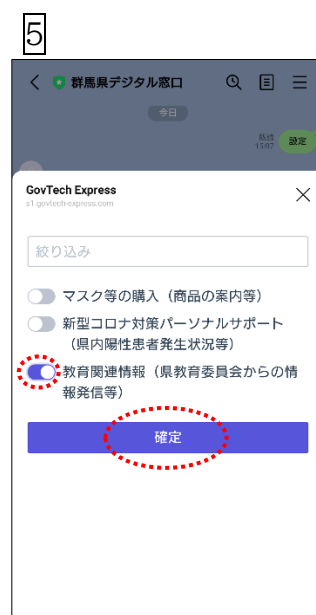 5
群馬県デジタル窓口
今日
既読
15:07
設定
GovTech Express
s1.govtech-express.com
絞り込み
マスク等の購入（商品の案内等）
新型コロナ対策パーソナルサポート
（県内陽性患者発生状況等）
教育関連情報（県教育委員会からの情
報発信等）
確定